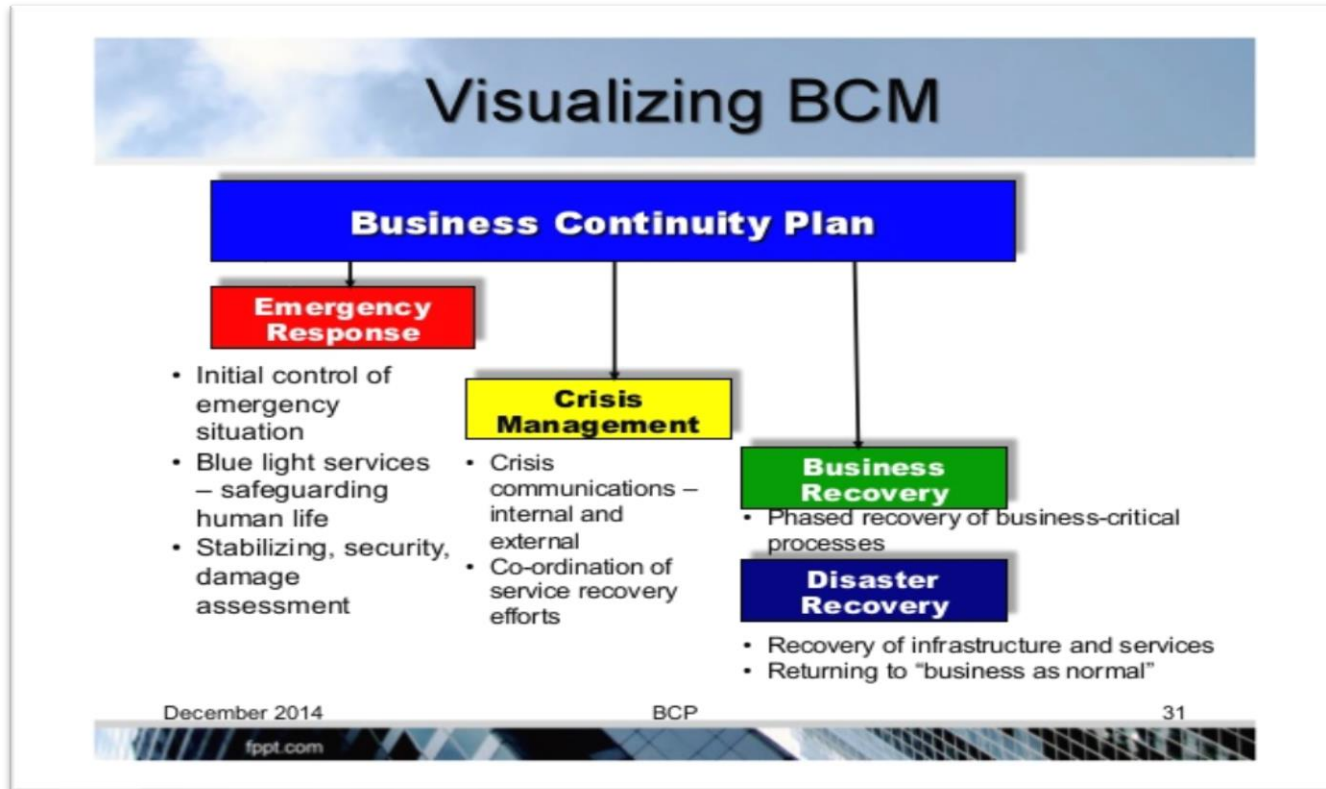 Visualizing BCM
Business Continuity Plan
Emergency
Response
• Initial control of
emergency
situation
• Blue light services
– safeguarding
human life
• Stabilizing, security,
damage
assessment
Crisis
Management
• Crisis
communications –
internal and
external
• Co-ordination of
service recovery
efforts
Business
Recovery
• Phased recovery of business-critical
processes
Disaster
Recovery
• Recovery of infrastructure and services
• Returning to “business as normal”
December 2014
BCP
31
fppt.com